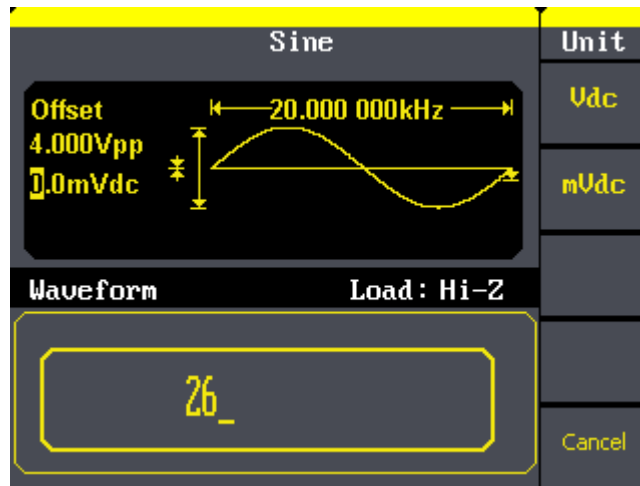 Sine
Unit
Offset
20.000 000kHz
Vdc
4.000Vpp
0.0mVdc
mVdc
Waveform
Load: Hi-Z
26_
Cancel